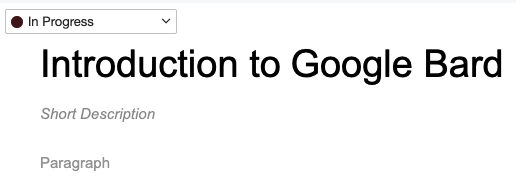 In Progress
Introduction to Google Bard
Short Description
Paragraph